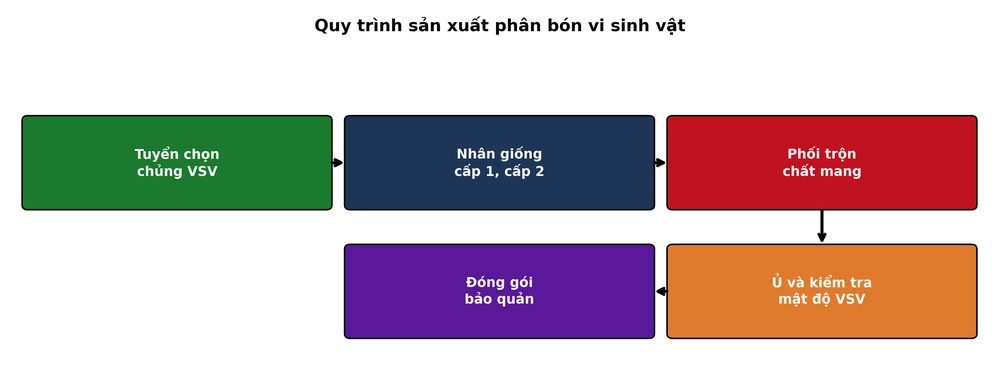 Quy trình sản xuất phân bón vi sinh vật
Tuyển chọn
chủng VSV
Nhân giống
cấp 1, cấp 2
Phối trộn
chất mang
Ủ và kiểm tra
mật độ VSV
Đóng gói
bảo quản